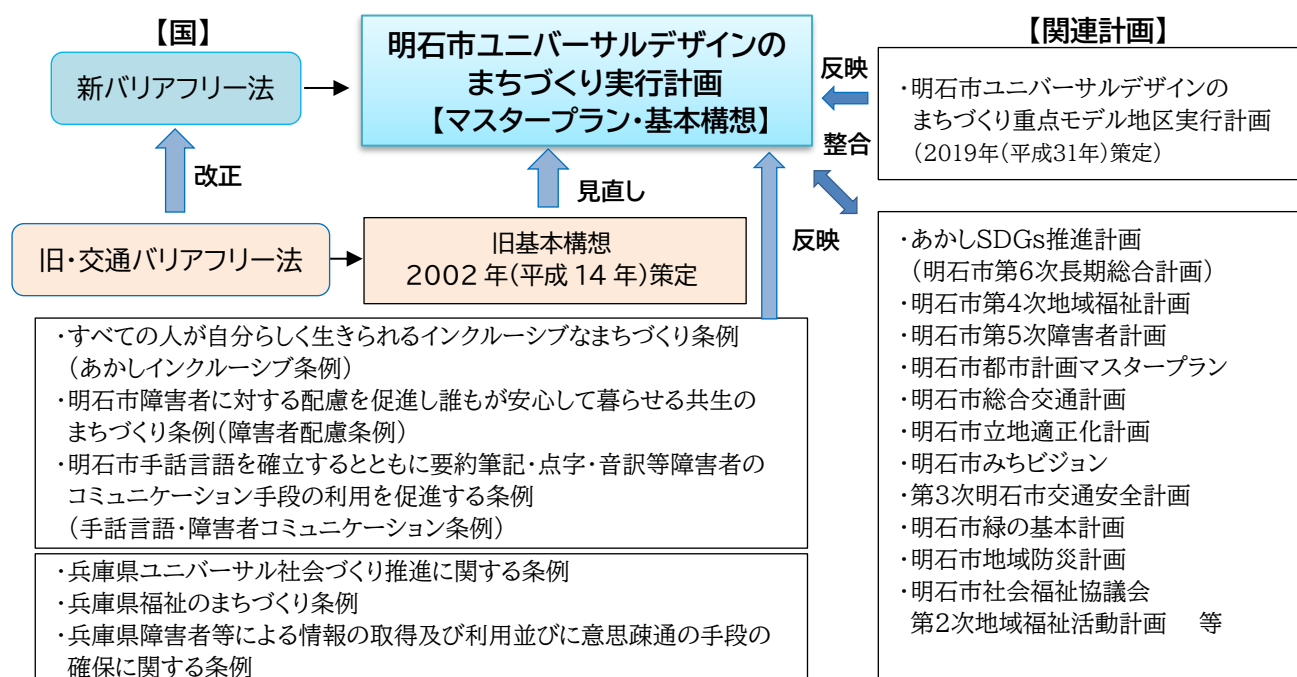 【国】
新バリアフリー法
改正
旧・交通バリアフリー法
明石市ユニバーサルデザインの
まちづくり実行計画
【マスタープラン・基本構想】
見直し
旧基本構想
2002年(平成14年)策定
反映
整合
反映
【関連計画】
・明石市ユニバーサルデザインの
まちづくり重点モデル地区実行計画
(2019年(平成31年)策定)
・あかしSDGs推進計画
(明石市第6次長期総合計画)
・明石市第4次地域福祉計画
・明石市第5次障害者計画
・明石市都市計画マスタープラン
・明石市総合交通計画
・明石市立地適正化計画
・明石市みちビジョン
・第3次明石市交通安全計画
・明石市緑の基本計画
・明石市地域防災計画
・明石市社会福祉協議会
第2次地域福祉活動計画 等
・すべての人が自分らしく生きられるインクルーシブなまちづくり条例
(あかしインクルーシブ条例)
・明石市障害者に対する配慮を促進し誰もが安心して暮らせる共生の
まちづくり条例(障害者配慮条例)
・明石市手話言語を確立するとともに要約筆記・点字・音訳等障害者の
コミュニケーション手段の利用を促進する条例
(手話言語・障害者コミュニケーション条例)
・兵庫県ユニバーサル社会づくり推進に関する条例
・兵庫県福祉のまちづくり条例
・兵庫県障害者等による情報の取得及び利用並びに意思疎通の手段の
確保に関する条例